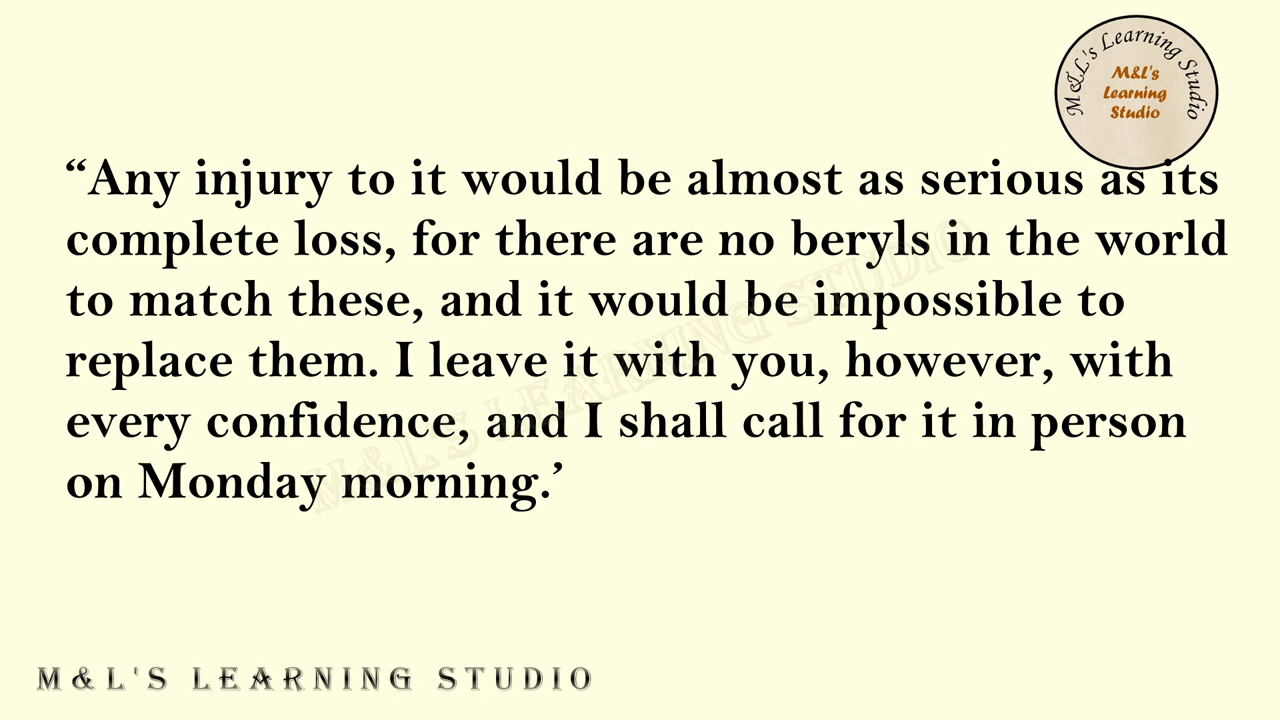 M&L's Learning Studio
M&L's
Learning
Studio
“Any injury to it would be almost as serious as its
complete loss, for there are no beryls in the world
to match these, and it would be impossible to
replace them. I leave it with you, however, with
every confidence, and I shall call for it in person
on Monday morning.’
M&L'S LEARNING STUDIO
M&L'S LEARNING STUDIO